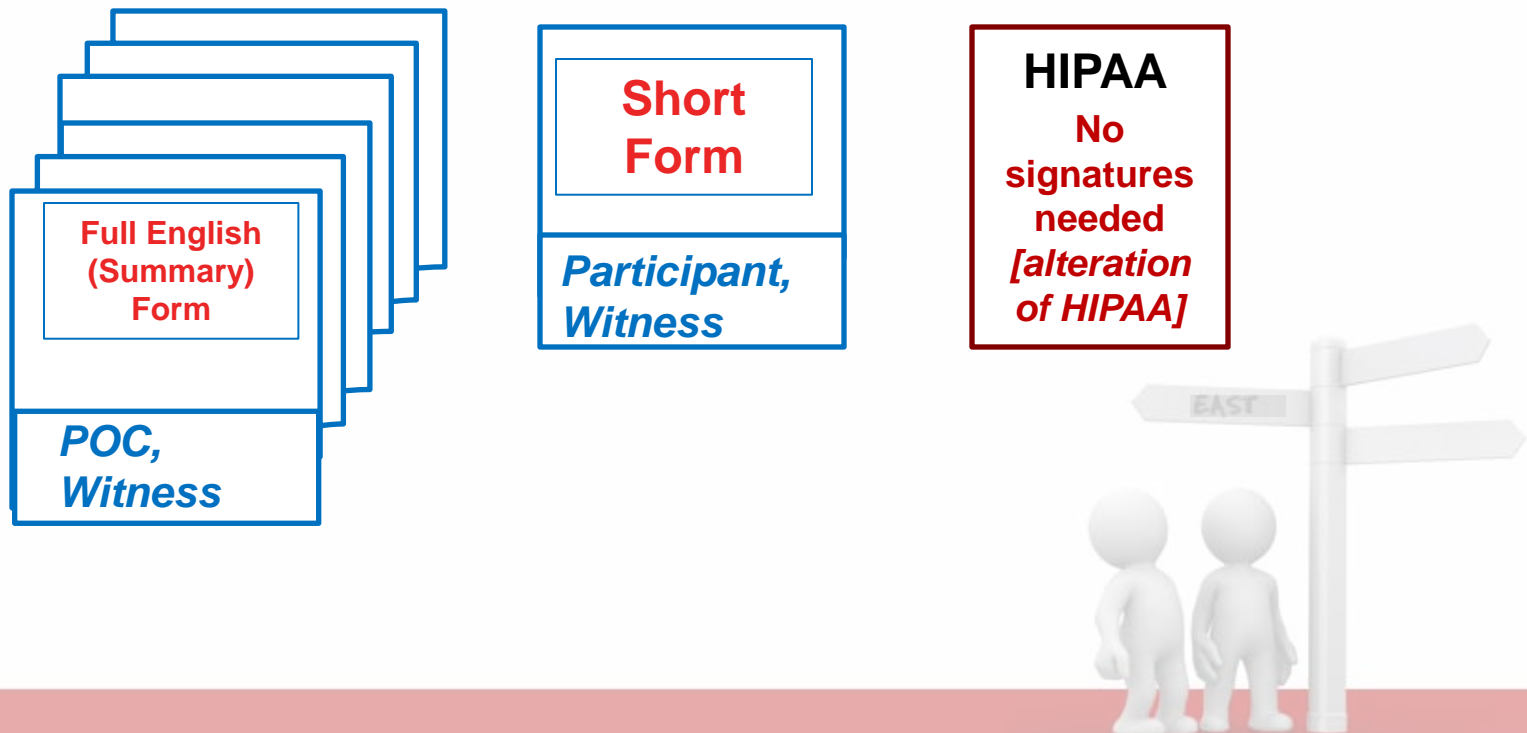 Full English
(Summary)
Form
POC,
Witness
Short
Form
Participant,
Witness
HIPAA
No
signatures
needed
[alteration
of HIPAA]
EAST